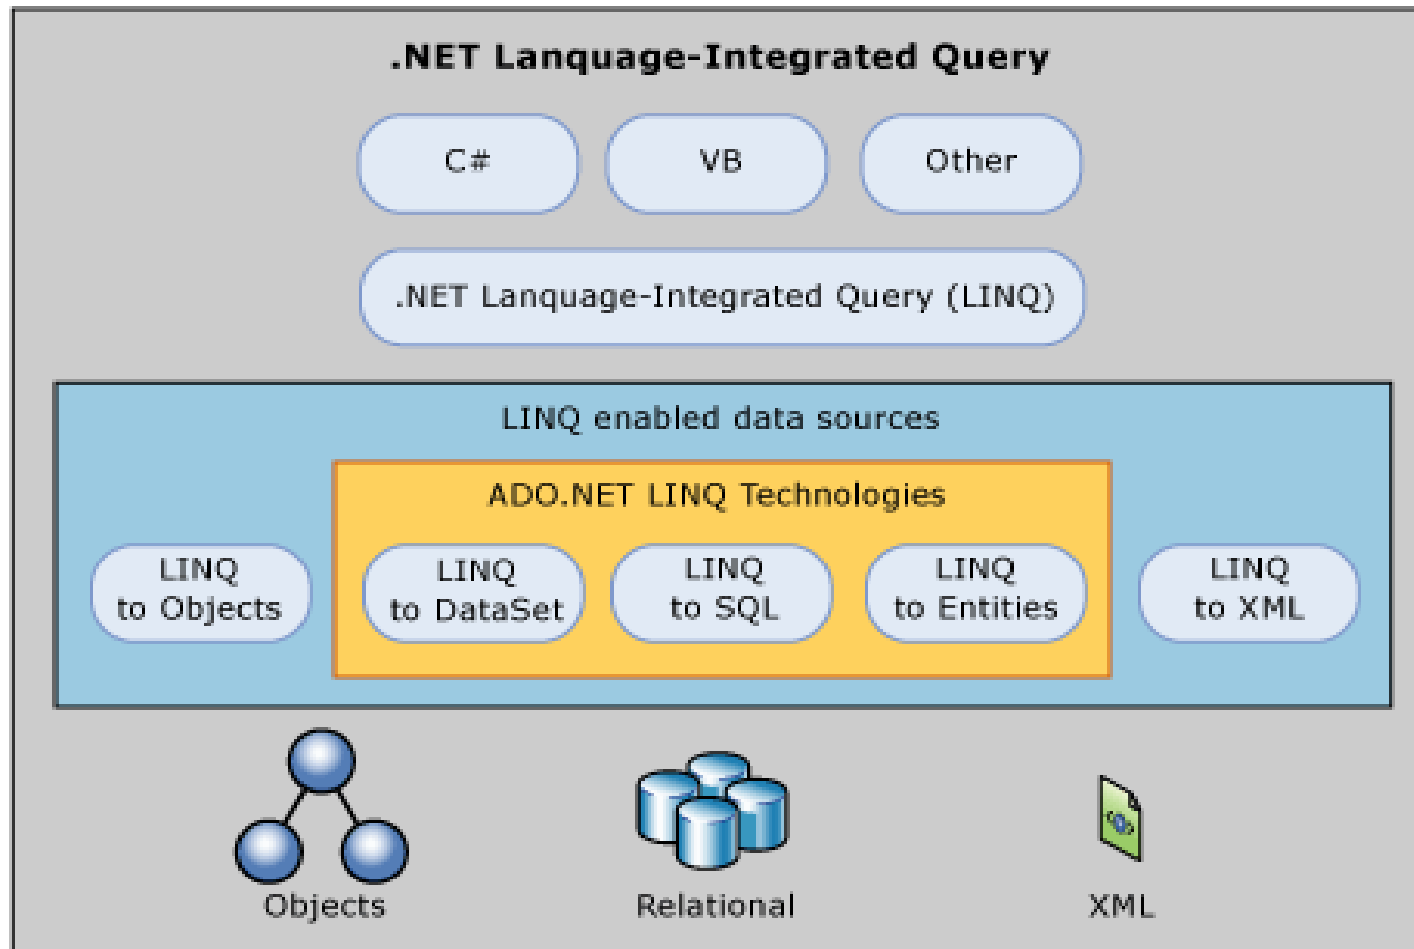 .NET Lanquage-Integrated Query
C# VB Other
.NET Lanquage-Integrated Query (LINQ)
LINQ enabled data sources
ADO.NET LINQ Technologies
LINQ
to Objects
LINQ
to DataSet
LINQ
to SQL
LINQ
to Entities
LINQ
to XML
Objects
Relational
XML